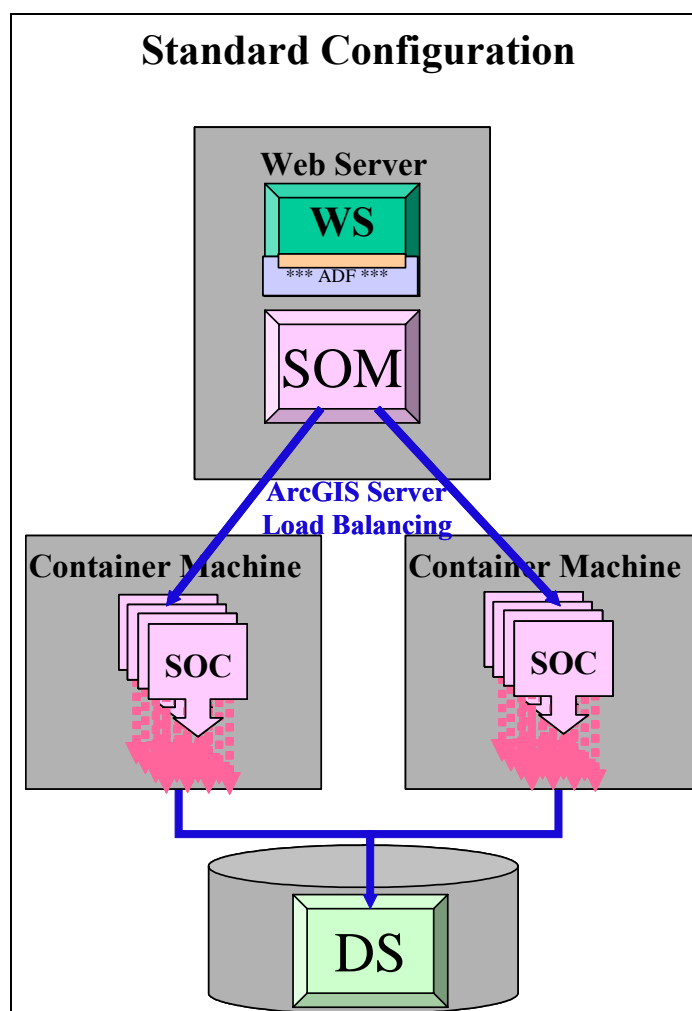 Standard Configuration
Web Server
WS
*** ADF ***
SOM
ArcGIS Server
Load Balancing
Container Machine
SOC
Container Machine
SOC
DS